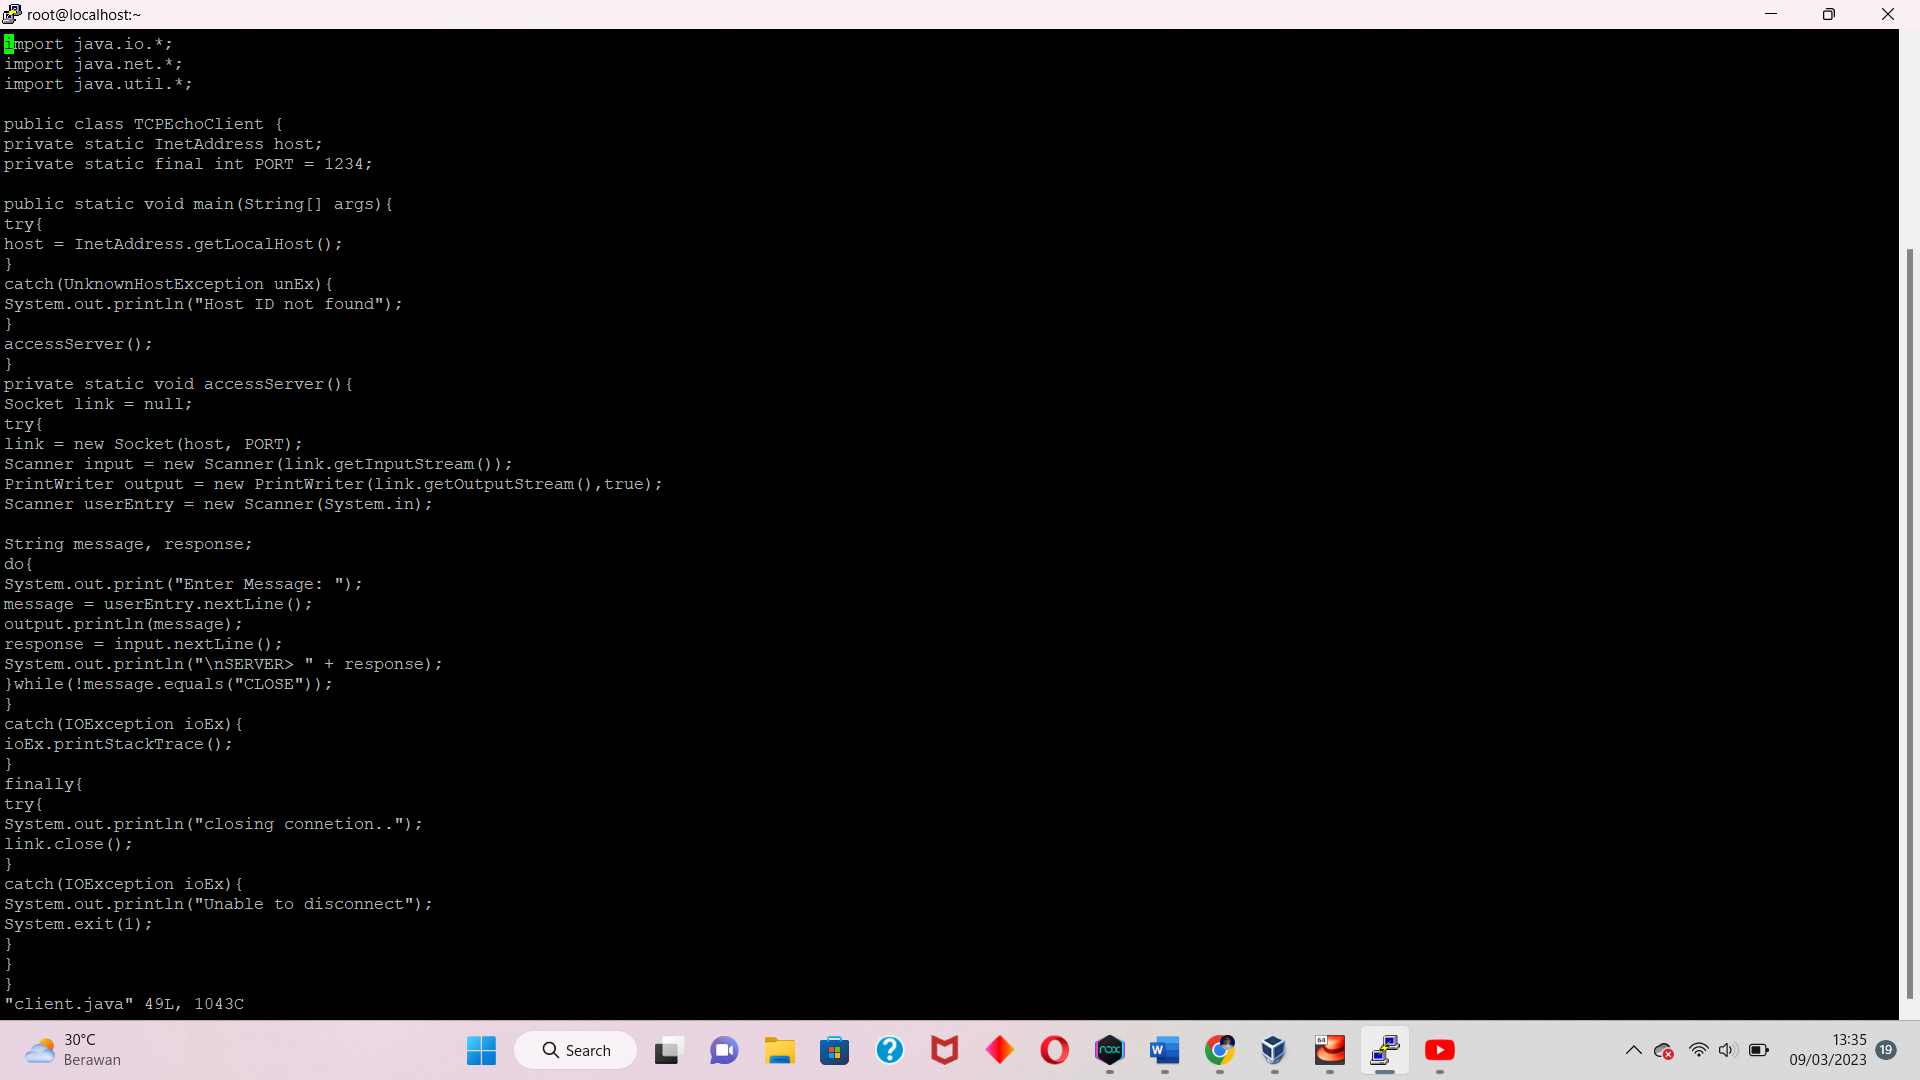 root@localhost:~
import java.io.*;
import java.net.*;
import java.util.*;
public class TCPEchoClient {
private static InetAddress host;
private static final int PORT = 1234;
public static void main(String[] args){
try{
host = InetAddress.getLocalHost();
}
catch(UnknownHostException unEx){
System.out.println("Host ID not found");
}
accessServer();
}
private static void accessServer(){
Socket link = null;
try{
link = new Socket(host, PORT);
Scanner input = new Scanner(link.getInputStream());
PrintWriter output = new PrintWriter(link.getOutputStream(),true);
Scanner userEntry = new Scanner(System.in);
String message, response;
do{
System.out.print("Enter Message: ");
message = userEntry.nextLine();
output.println(message);
response = input.nextLine();
System.out.println("\nSERVER> " + response);
}while(!message.equals("CLOSE"));
}
catch(IOException ioEx){
ioEx.printStackTrace();
}
finally{
try{
System.out.println("closing connetion..");
link.close();
}
catch(IOException ioEx){
System.out.println("Unable to disconnect");
System.exit(1);
}
}
}
"client.java" 49L, 1043C
30°C
Berawan
Search
nox
W
64
13:35
09/03/2023
19